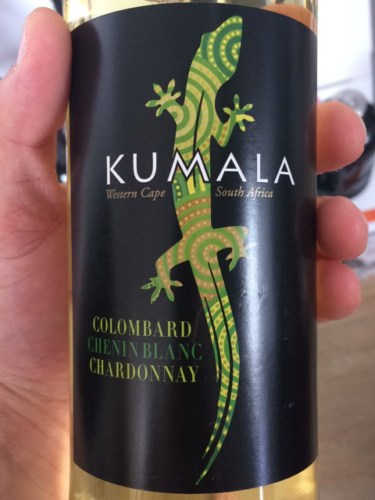 KUMALA
Western Cape South Africa
COLOMBARD
CHENIN BLANC
CHARDONNAY